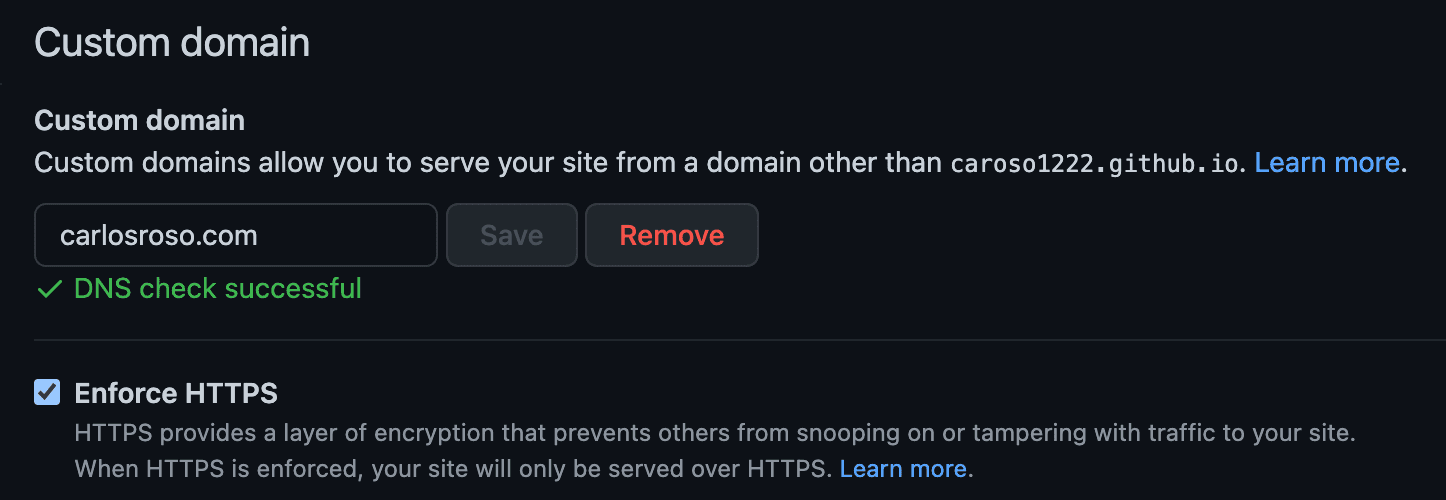 Custom domain
Custom domain
Custom domains allow you to serve your site from a domain other than caroso1222.github.io. Learn more.
carlosroso.com Save Remove
✓ DNS check successful
Enforce HTTPS
HTTPS provides a layer of encryption that prevents others from snooping on or tampering with traffic to your site.
When HTTPS is enforced, your site will only be served over HTTPS. Learn more.